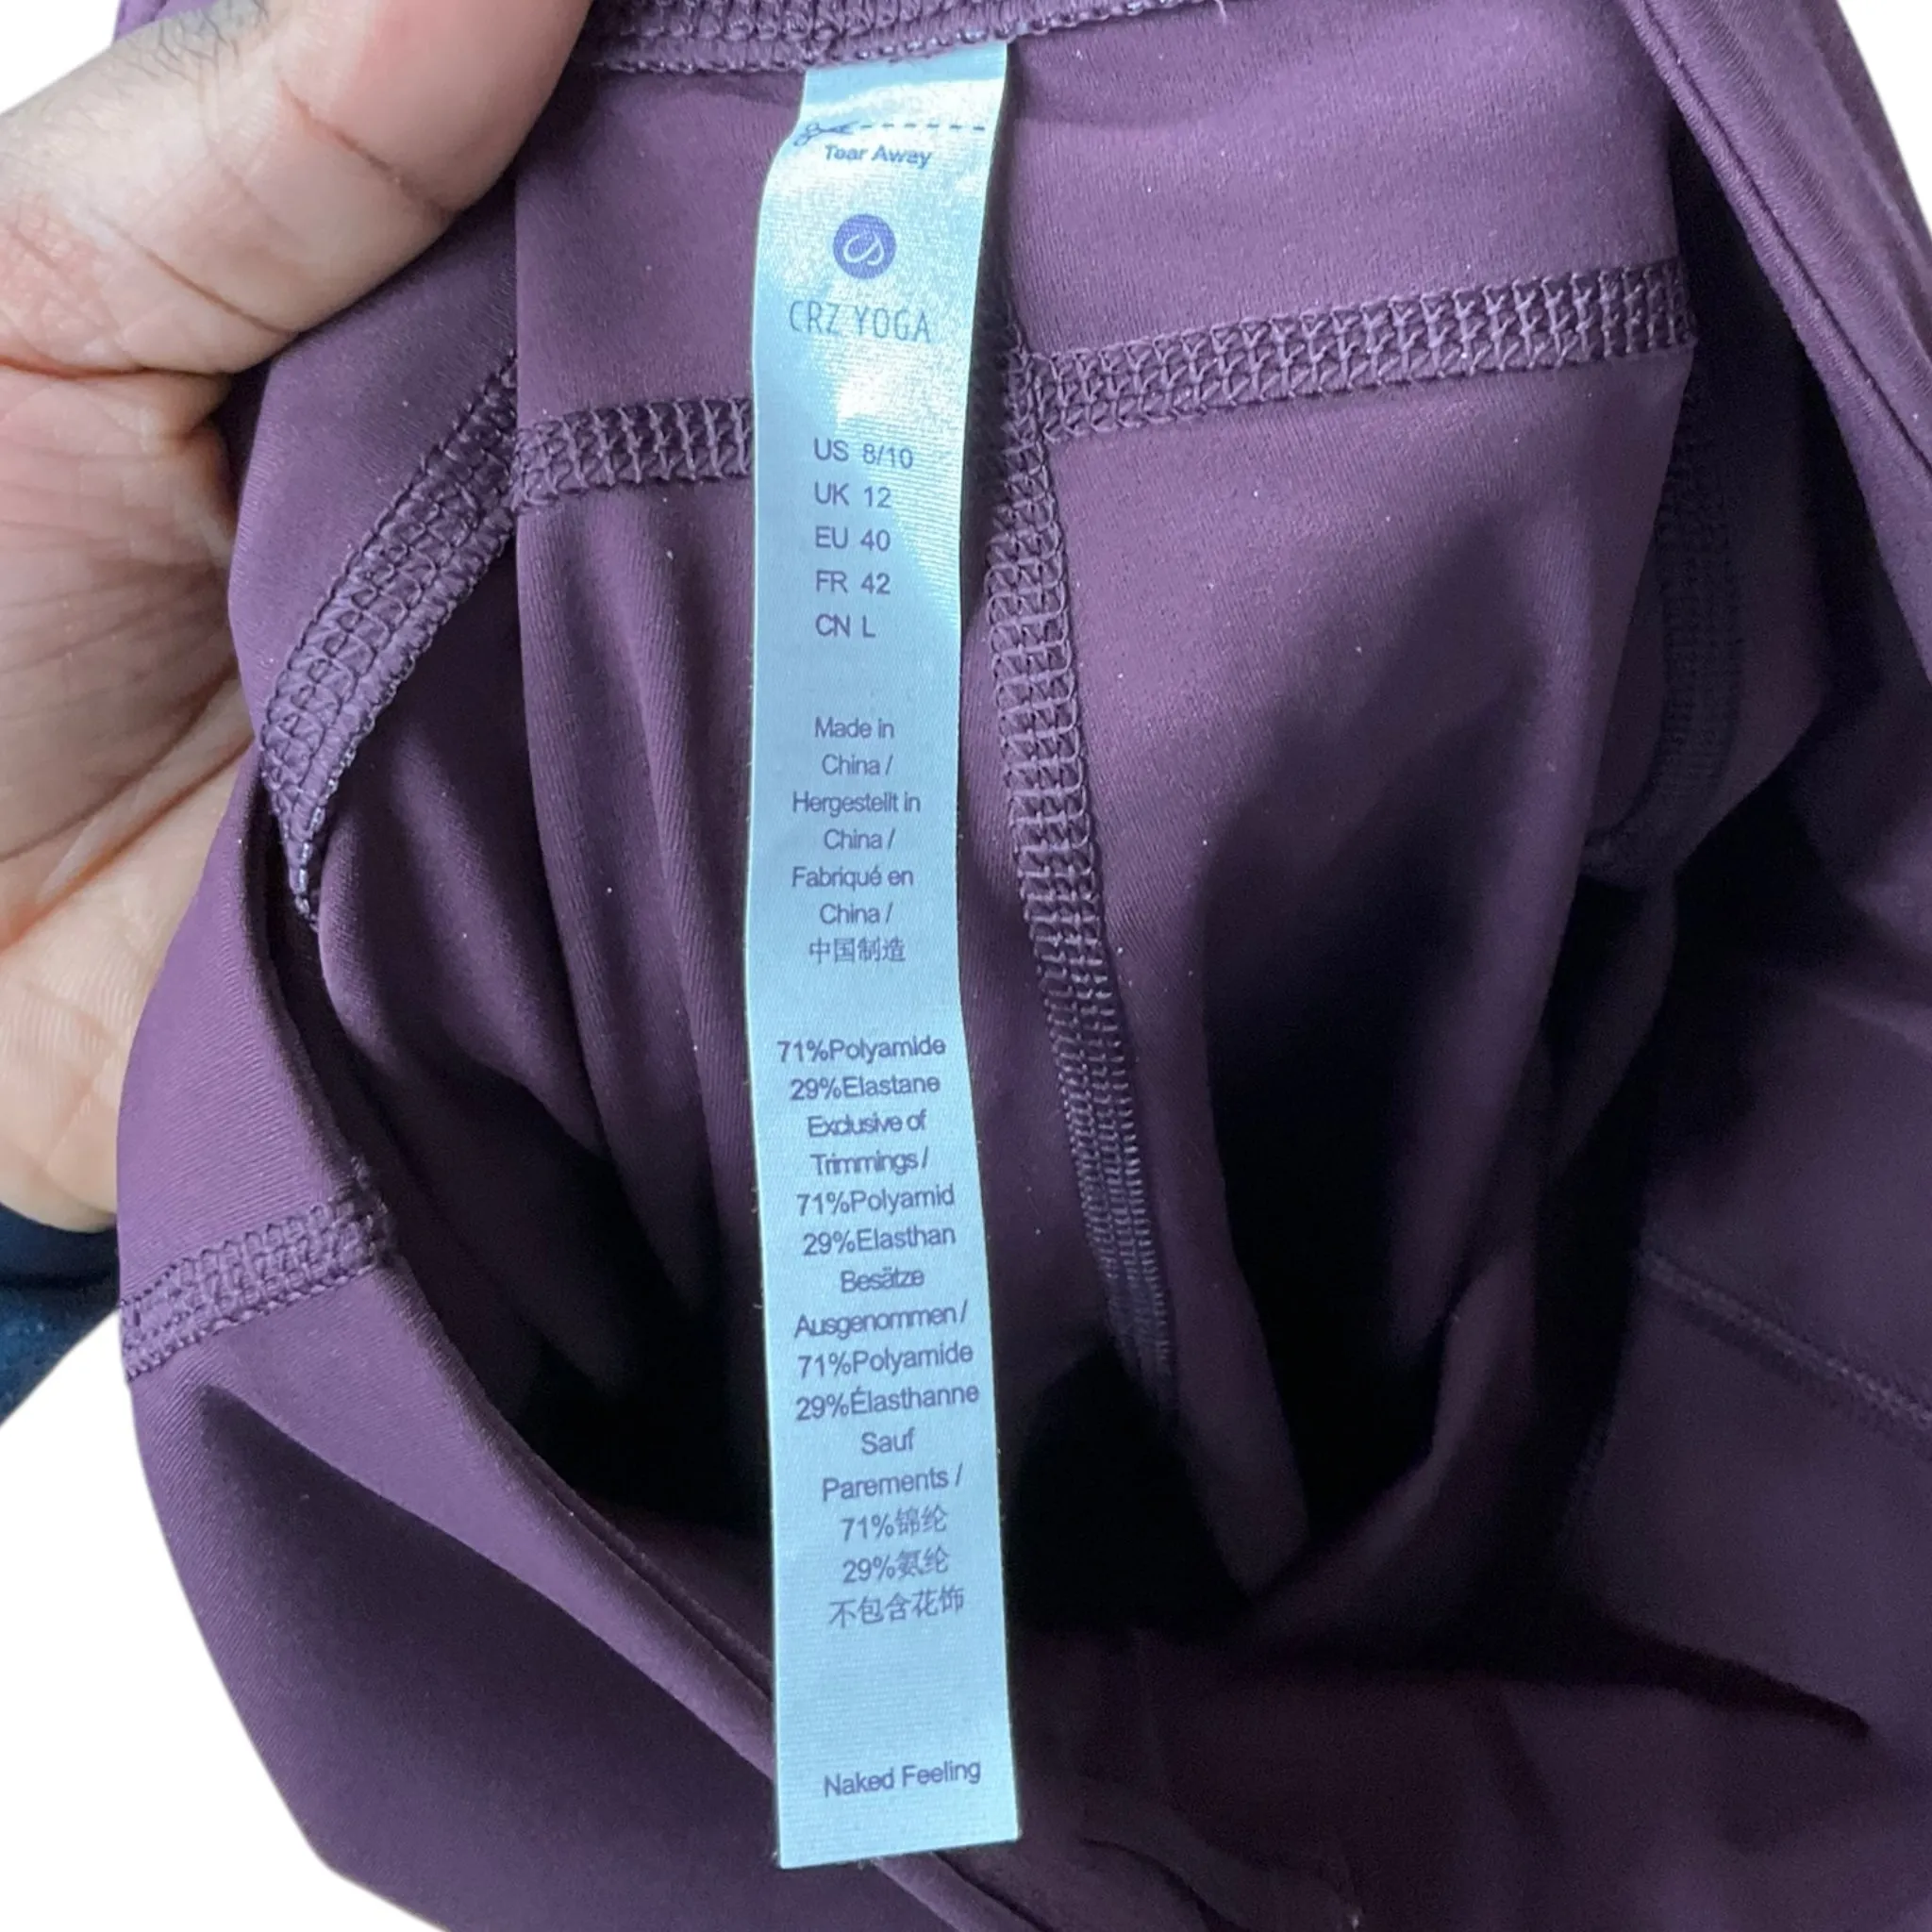 Tear Away
CRZ YOGA
US 8/10
UK 12
EU 40
FR 42
CN L
Made in
China /
Hergestellt in
China /
Fabriqué en
China /
中国制造
71%Polyamide
29%Elastane
Exclusive of
Trimmings /
71%Polyamid
29%Elasthan
Besätze
Ausgenommen /
71%Polyamide
29%Élasthanne
Sauf
Parements /
71%锦纶
29%氨纶
不包含花饰
Naked Feeling